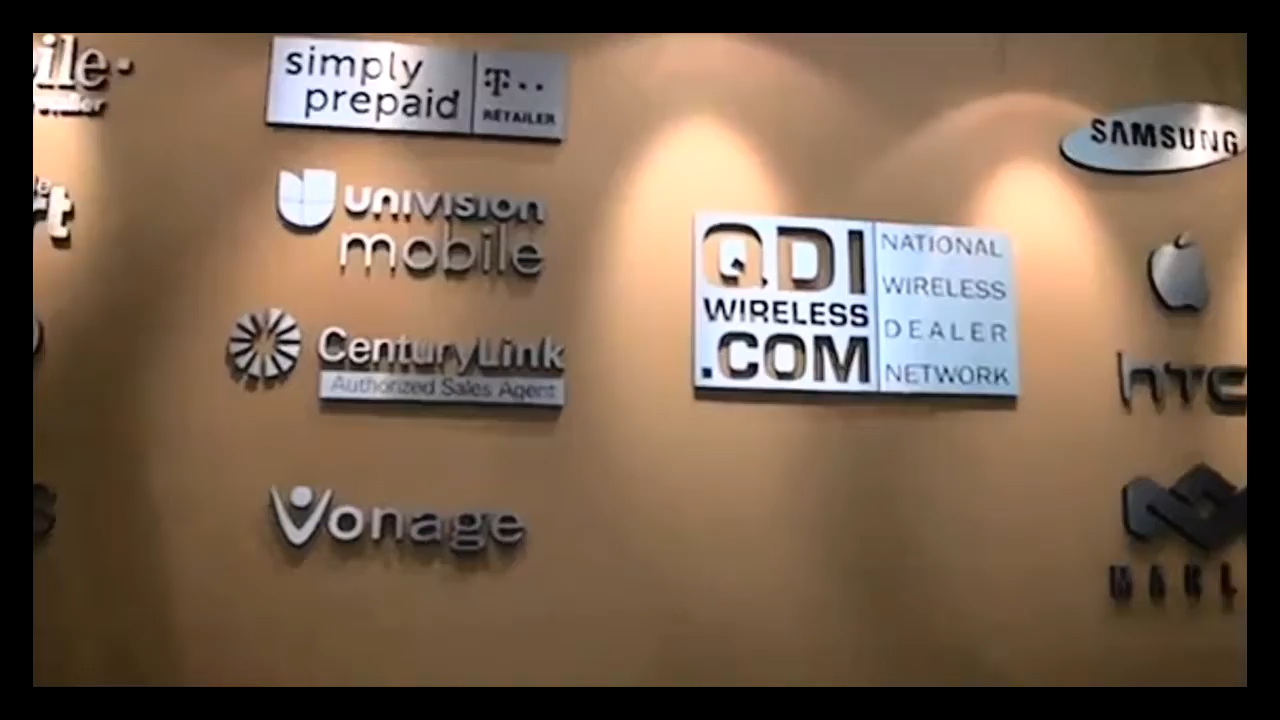 simply
prepaid
T··
RETAILER
univision
mobile
CenturyLink
Authorized Sales Agent
Vonage
QDI
WIRELESS
.COM
NATIONAL
WIRELESS
DEALER
NETWORK
SAMSUNG
hTC